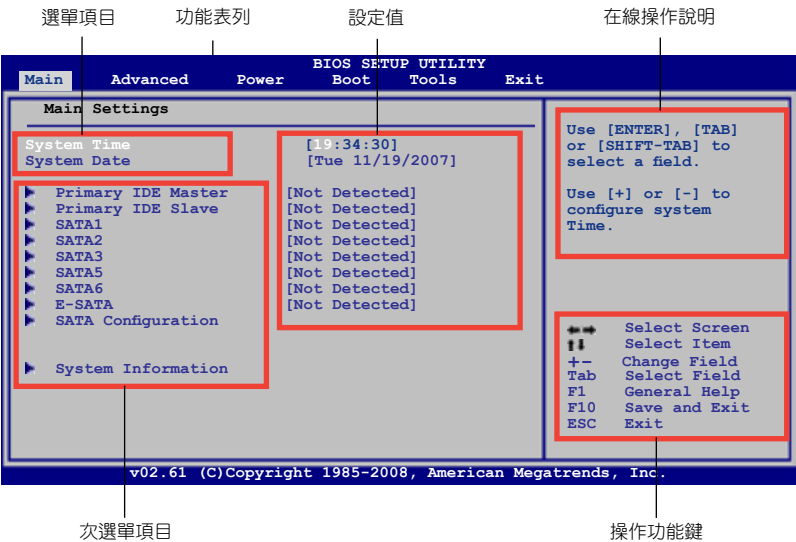 選單項目 功能表列 設定值 在線操作說明
BIOS SETUP UTILITY
Main Advanced Power Boot Tools Exit
Main Settings
System Time [19:34:30]
System Date [Tue 11/19/2007]
Primary IDE Master [Not Detected]
Primary IDE Slave [Not Detected]
SATA1 [Not Detected]
SATA2 [Not Detected]
SATA3 [Not Detected]
SATA5 [Not Detected]
SATA6 [Not Detected]
E-SATA [Not Detected]
SATA Configuration
System Information
Use [ENTER], [TAB]
or [SHIFT-TAB] to
select a field.
Use [+] or [-] to
configure system
Time.
←→ Select Screen
↑↓ Select Item
+- Change Field
Tab Select Field
F1 General Help
F10 Save and Exit
ESC Exit
v02.61 (C)Copyright 1985-2008, American Megatrends, Inc.
次選單項目 操作功能鍵